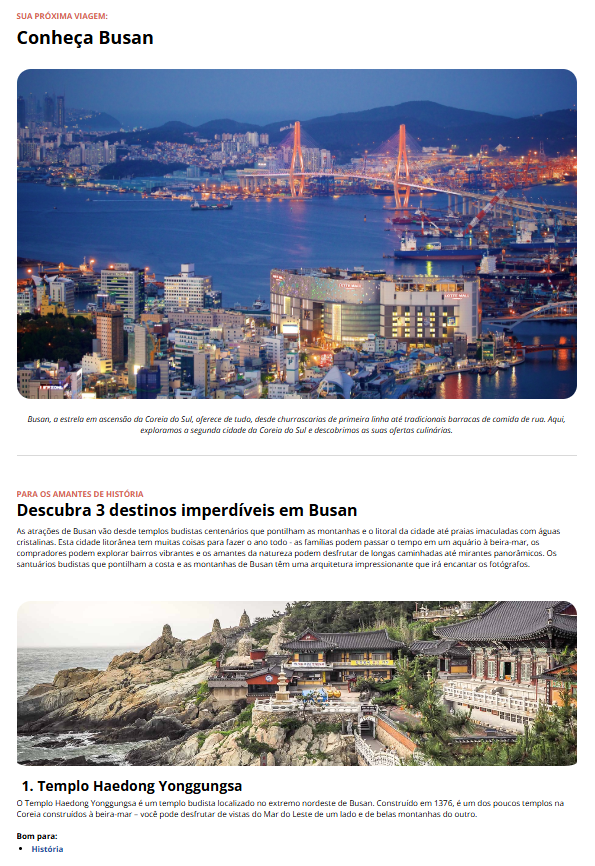 SUA PRÓXIMA VIAGEM:
Conheça Busan
LOTTE MALL
Busan, a estrela em ascensão da Coreia do Sul, oferece de tudo, desde churrascarias de primeira linha até tradicionais barracas de comida de rua. Aqui,
exploramos a segunda cidade da Coreia do Sul e descobrimos as suas ofertas culinárias.
PARA OS AMANTES DE HISTÓRIA
Descubra 3 destinos imperdíveis em Busan
As atrações de Busan vão desde templos budistas centenários que pontilham as montanhas e o litoral da cidade até praias imaculadas com águas
cristalinas. Esta cidade litorânea tem muitas coisas para fazer o ano todo - as famílias podem passar o tempo em um aquário à beira-mar, os
compradores podem explorar bairros vibrantes e os amantes da natureza podem desfrutar de longas caminhadas até mirantes panorâmicos. Os
santuários budistas que pontilham a costa e as montanhas de Busan têm uma arquitetura impressionante que irá encantar os fotógrafos.
1. Templo Haedong Yonggungsa
O Templo Haedong Yonggungsa é um templo budista localizado no extremo nordeste de Busan. Construído em 1376, é um dos poucos templos na
Coreia construídos à beira-mar – você pode desfrutar de vistas do Mar do Leste de um lado e de belas montanhas do outro.
Bom para:
• História